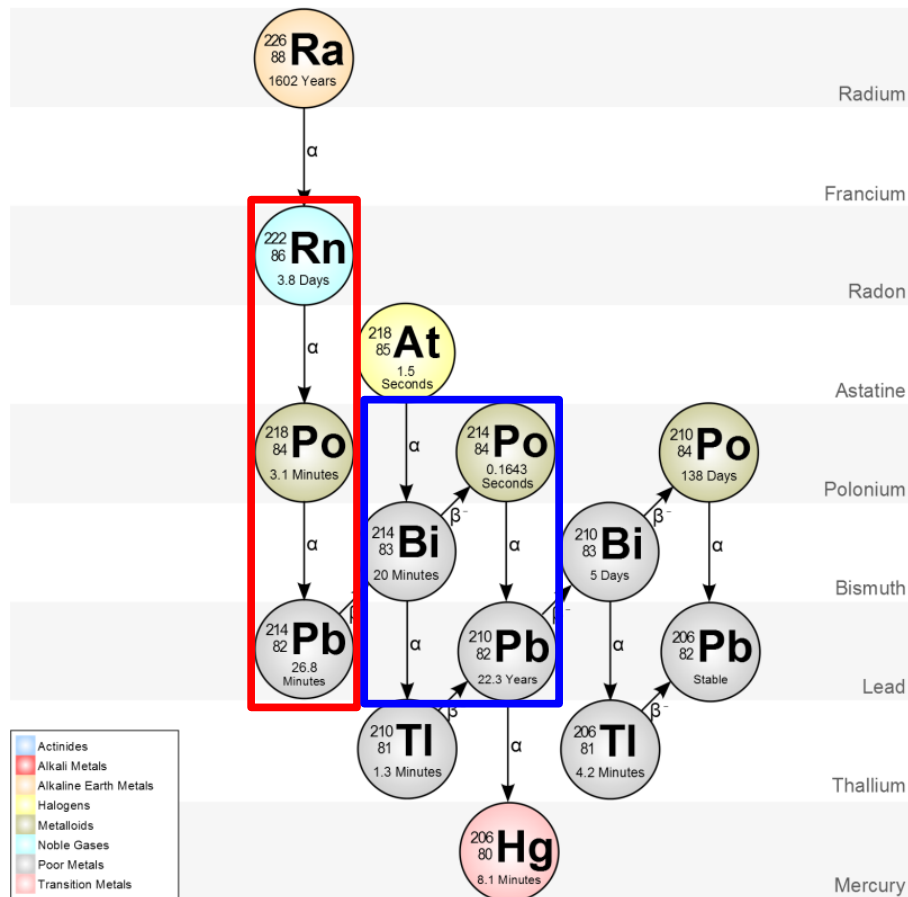 226
88 Ra
1602 Years
Radium
α
Francium
222
86 Rn
3.8 Days
Radon
α
218
85 At
1.5
Seconds
Astatine
218
84 Po
3.1 Minutes
α
214
84 Po
0.1643
Seconds
210
84 Po
138 Days
Polonium
β⁻
β⁻
α
214
83 Bi
20 Minutes
α
210
83 Bi
5 Days
α
Bismuth
β
β⁻
214
82 Pb
26.8
Minutes
α
210
82 Pb
22.3 Years
α
206
82 Pb
Stable
Lead
β
β⁻
210
81 Tl
1.3 Minutes
α
206
81 Tl
4.2 Minutes
Thallium
206
80 Hg
8.1 Minutes
Mercury
Actinides
Alkali Metals
Alkaline Earth Metals
Halogens
Metalloids
Noble Gases
Poor Metals
Transition Metals